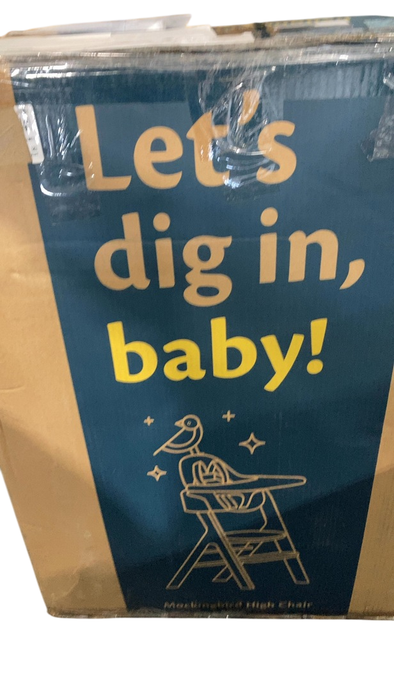 Let's
dig in,
baby!
Mockingbird High Chair